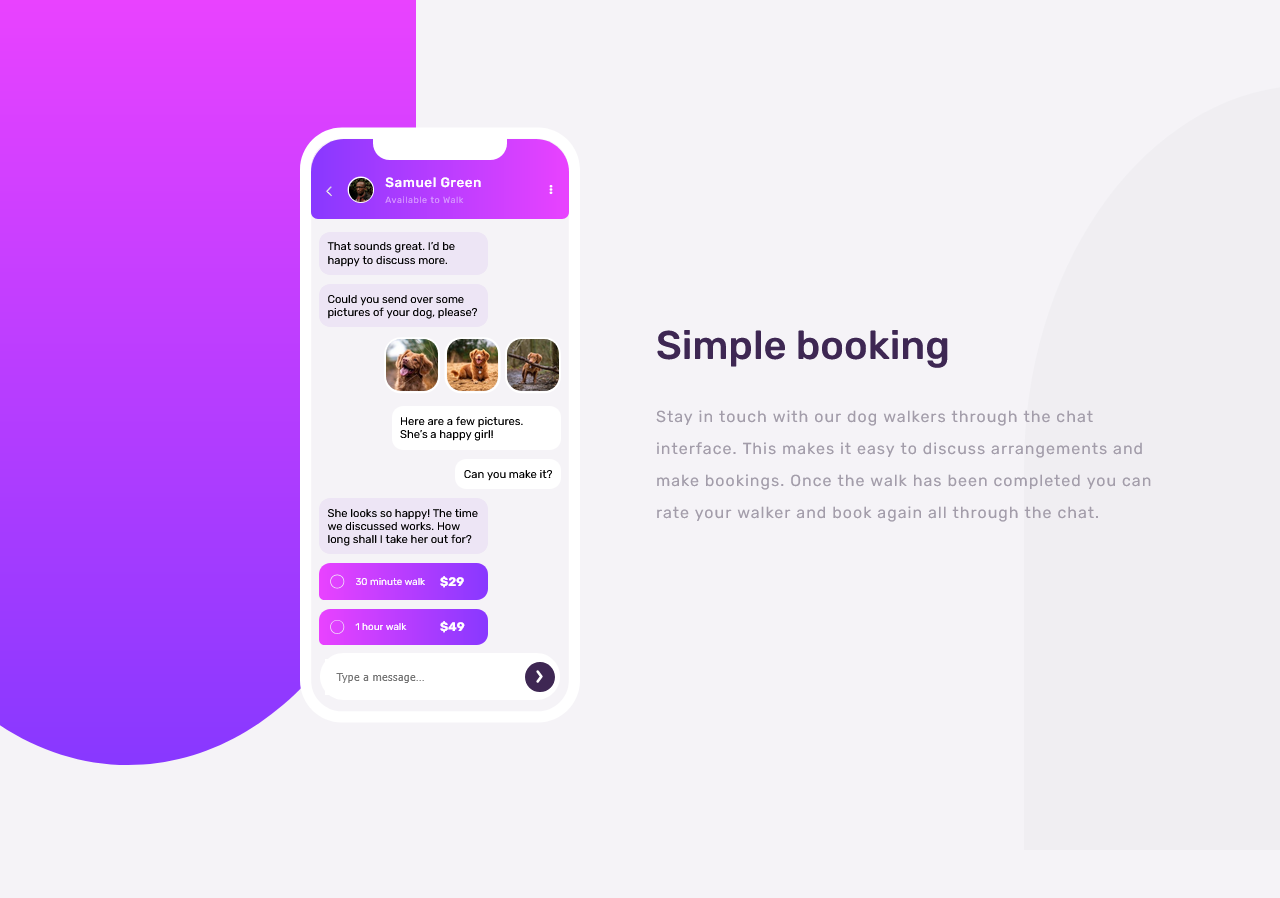 Samuel Green
Available to Walk
That sounds great. I’d be
happy to discuss more.
Could you send over some
pictures of your dog, please?
Here are a few pictures.
She’s a happy girl!
Can you make it?
She looks so happy! The time
we discussed works. How
long shall I take her out for?
30 minute walk $29
1 hour walk $49
Type a message…
Simple booking
Stay in touch with our dog walkers through the chat
interface. This makes it easy to discuss arrangements and
make bookings. Once the walk has been completed you can
rate your walker and book again all through the chat.